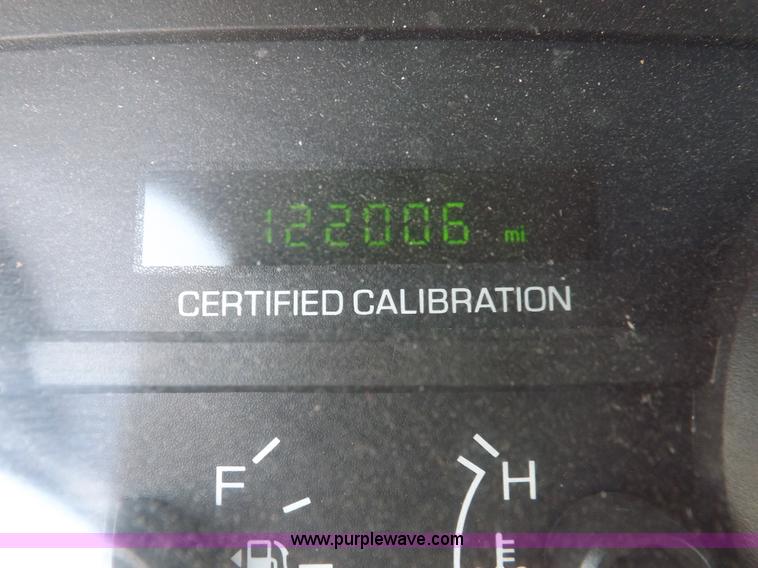 122006 mi
CERTIFIED CALIBRATION
F H
www.purplewave.com